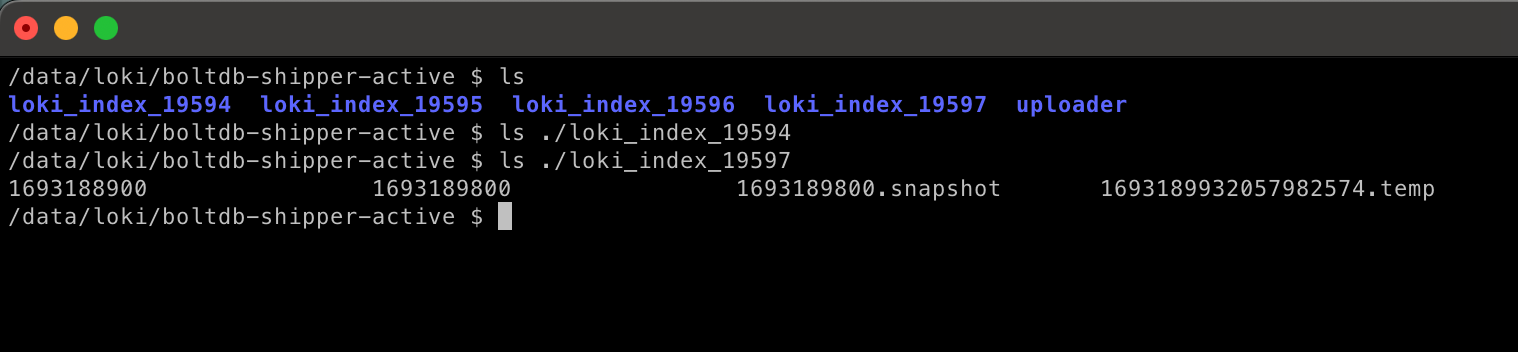 /data/loki/boltdb-shipper-active $ ls
loki_index_19594  loki_index_19595  loki_index_19596  loki_index_19597  uploader
/data/loki/boltdb-shipper-active $ ls ./loki_index_19594
/data/loki/boltdb-shipper-active $ ls ./loki_index_19597
1693188900                1693189800                1693189800.snapshot       1693189932057982574.temp
/data/loki/boltdb-shipper-active $